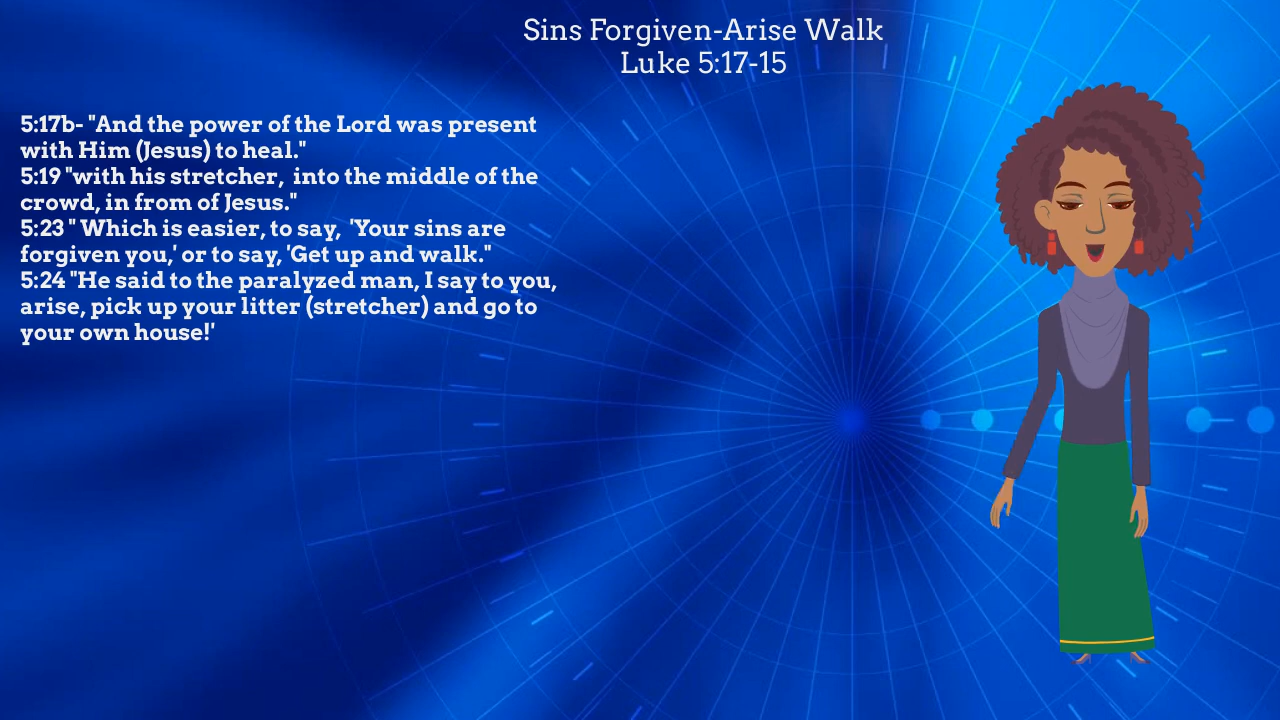 Sins Forgiven-Arise Walk
Luke 5:17-15
5:17b- "And the power of the Lord was present
with Him (Jesus) to heal."
5:19 "with his stretcher,  into the middle of the
crowd, in from of Jesus."
5:23 " Which is easier, to say,  'Your sins are
forgiven you,' or to say, 'Get up and walk."
5:24 "He said to the paralyzed man, I say to you,
arise, pick up your litter (stretcher) and go to
your own house!'